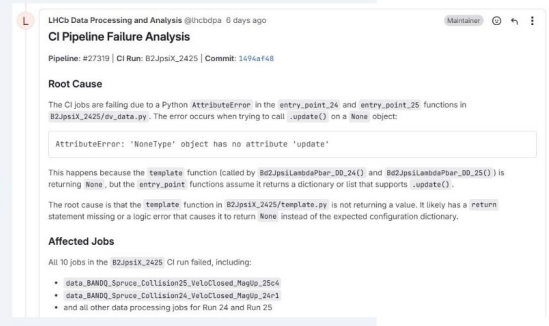 L
LHCb Data Processing and Analysis @lhcbdpa 6 days ago
Maintainer
CI Pipeline Failure Analysis
Pipeline: #27319 | CI Run: B2JpsiX_2425 | Commit: 1494af48
Root Cause
The CI jobs are failing due to a Python AttributeError in the entry_point_24 and entry_point_25 functions in
B2JpsiX_2425/dv_data.py. The error occurs when trying to call .update() on a None object:
AttributeError: 'NoneType' object has no attribute 'update'
This happens because the template function (called by Bd2JpsiLambdaPbar_DD_24() and Bd2JpsiLambdaPbar_DD_25()) is
returning None, but the entry_point functions assume it returns a dictionary or list that supports .update().
The root cause is that the template function in B2JpsiX_2425/template.py is not returning a value. It likely has a return
statement missing or a logic error that causes it to return None instead of the expected configuration dictionary.
Affected Jobs
All 10 jobs in the B2JpsiX_2425 CI run failed, including:
• data_BANDQ_Spruce_Collision25_VeloClosed_MagUp_25c4
• data_BANDQ_Spruce_Collision24_VeloClosed_MagUp_24r1
• and all other data processing jobs for Run 24 and Run 25